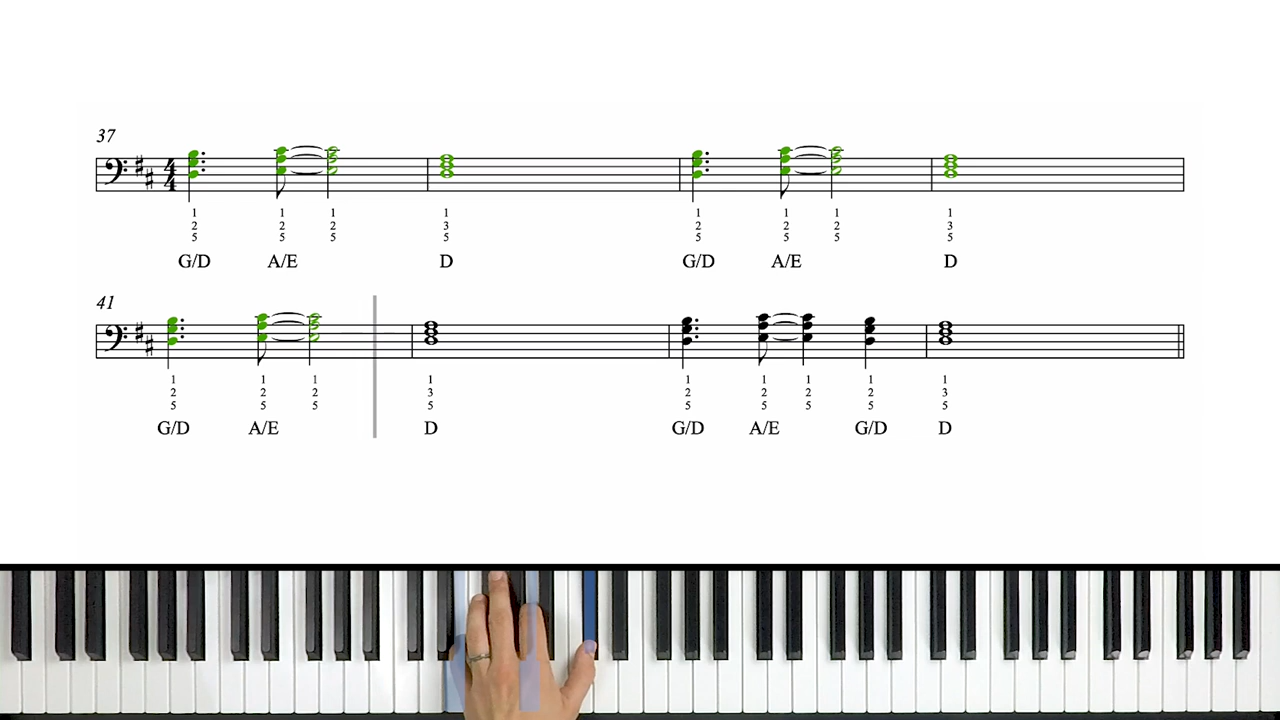 37
4
4
1 1 1 1 1 1 1 1
2 2 2 3 2 2 2 3
5 5 5 5 5 5 5 5
G/D A/E D G/D A/E D
41
1 1 1 1 1 1 1 1 1
2 2 2 3 2 2 2 2 3
5 5 5 5 5 5 5 5 5
G/D A/E D G/D A/E G/D D